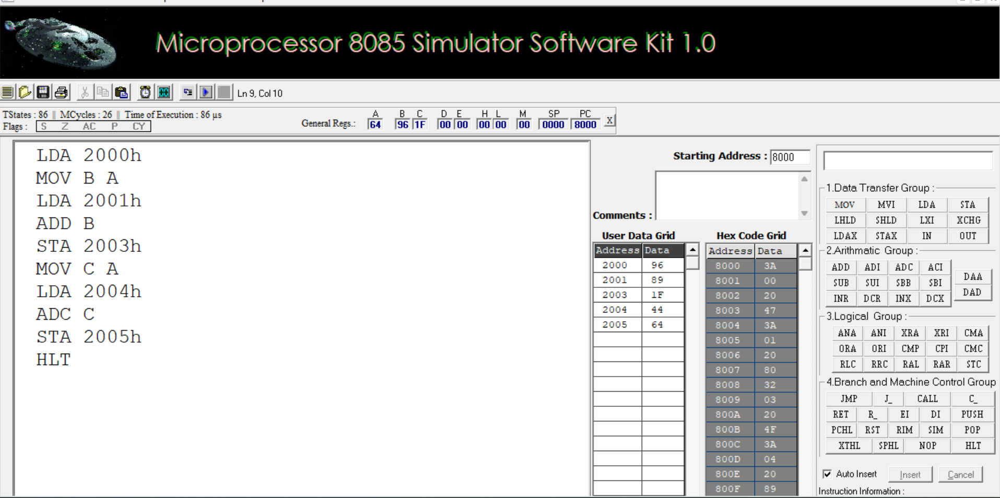 Microprocessor 8085 Simulator Software Kit 1.0
Ln 9, Col 10
TStates : 86 || MCycles : 26 || Time of Execution : 86 µs
Flags : S Z AC P CY
General Regs.:
A B C D E H L M SP PC
64 96 1F 00 00 00 00 00 0000 8000 X
LDA 2000h
MOV B A
LDA 2001h
ADD B
STA 2003h
MOV C A
LDA 2004h
ADC C
STA 2005h
HLT
Starting Address : 8000
Comments :
User Data Grid
Address Data
2000 96
2001 89
2003 1F
2004 44
2005 64
Hex Code Grid
Address Data
8000 3A
8001 00
8002 20
8003 47
8004 3A
8005 01
8006 20
8007 80
8008 32
8009 03
800A 20
800B 4F
800C 3A
800D 04
800E 20
800F 89
1.Data Transfer Group :
MOV MVI LDA STA
LHLD SHLD LXI XCHG
LDAX STAX IN OUT
2.Arithmatic Group :
ADD ADI ADC ACI
SUB SUI SBB SBI
INR DCR INX DCX
DAA
DAD
3.Logical Group :
ANA ANI XRA XRI CMA
ORA ORI CMP CPI CMC
RLC RRC RAL RAR STC
4.Branch and Machine Control Group
JMP J_ CALL C_
RET R_ EI DI PUSH
PCHL RST RIM SIM POP
XTHL SPHL NOP HLT
Auto Insert Insert Cancel
Instruction Information :